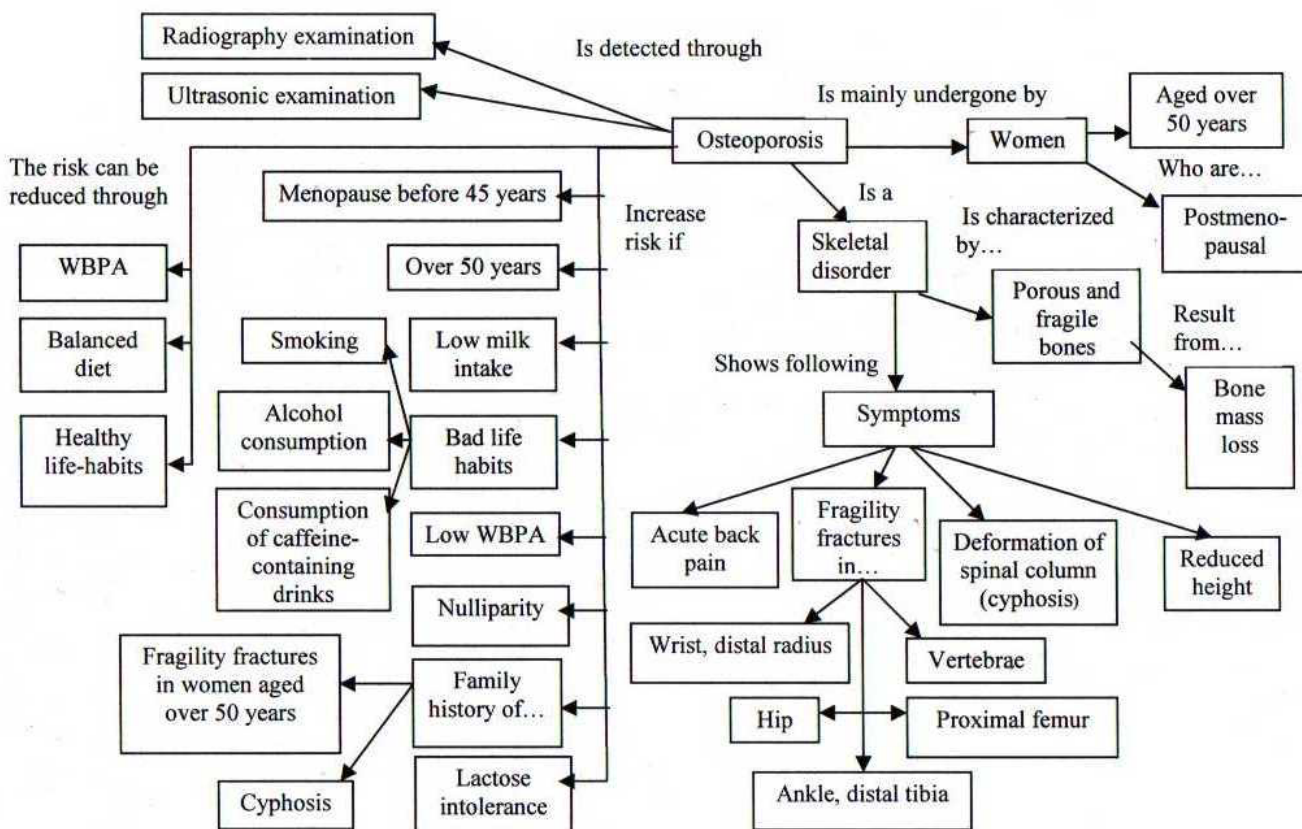 Radiography examination
Is detected through
Ultrasonic examination
Is mainly undergone by
Aged over
50 years
Osteoporosis
Women
The risk can be
reduced through
Menopause before 45 years
Increase
risk if
Is a
Who are…
Is characterized
by…
Postmeno-
pausal
Skeletal
disorder
WBPA
Over 50 years
Porous and
fragile
bones
Result
from…
Balanced
diet
Smoking
Low milk
intake
Shows following
Bone
mass
loss
Symptoms
Healthy
life-habits
Alcohol
consumption
Bad life
habits
Consumption
of caffeine-
containing
drinks
Low WBPA
Acute back
pain
Fragility
fractures
in…
Deformation of
spinal column
(cyphosis)
Reduced
height
Nulliparity
Wrist, distal radius
Vertebrae
Fragility fractures
in women aged
over 50 years
Family
history of…
Hip
Proximal femur
Cyphosis
Lactose
intolerance
Ankle, distal tibia